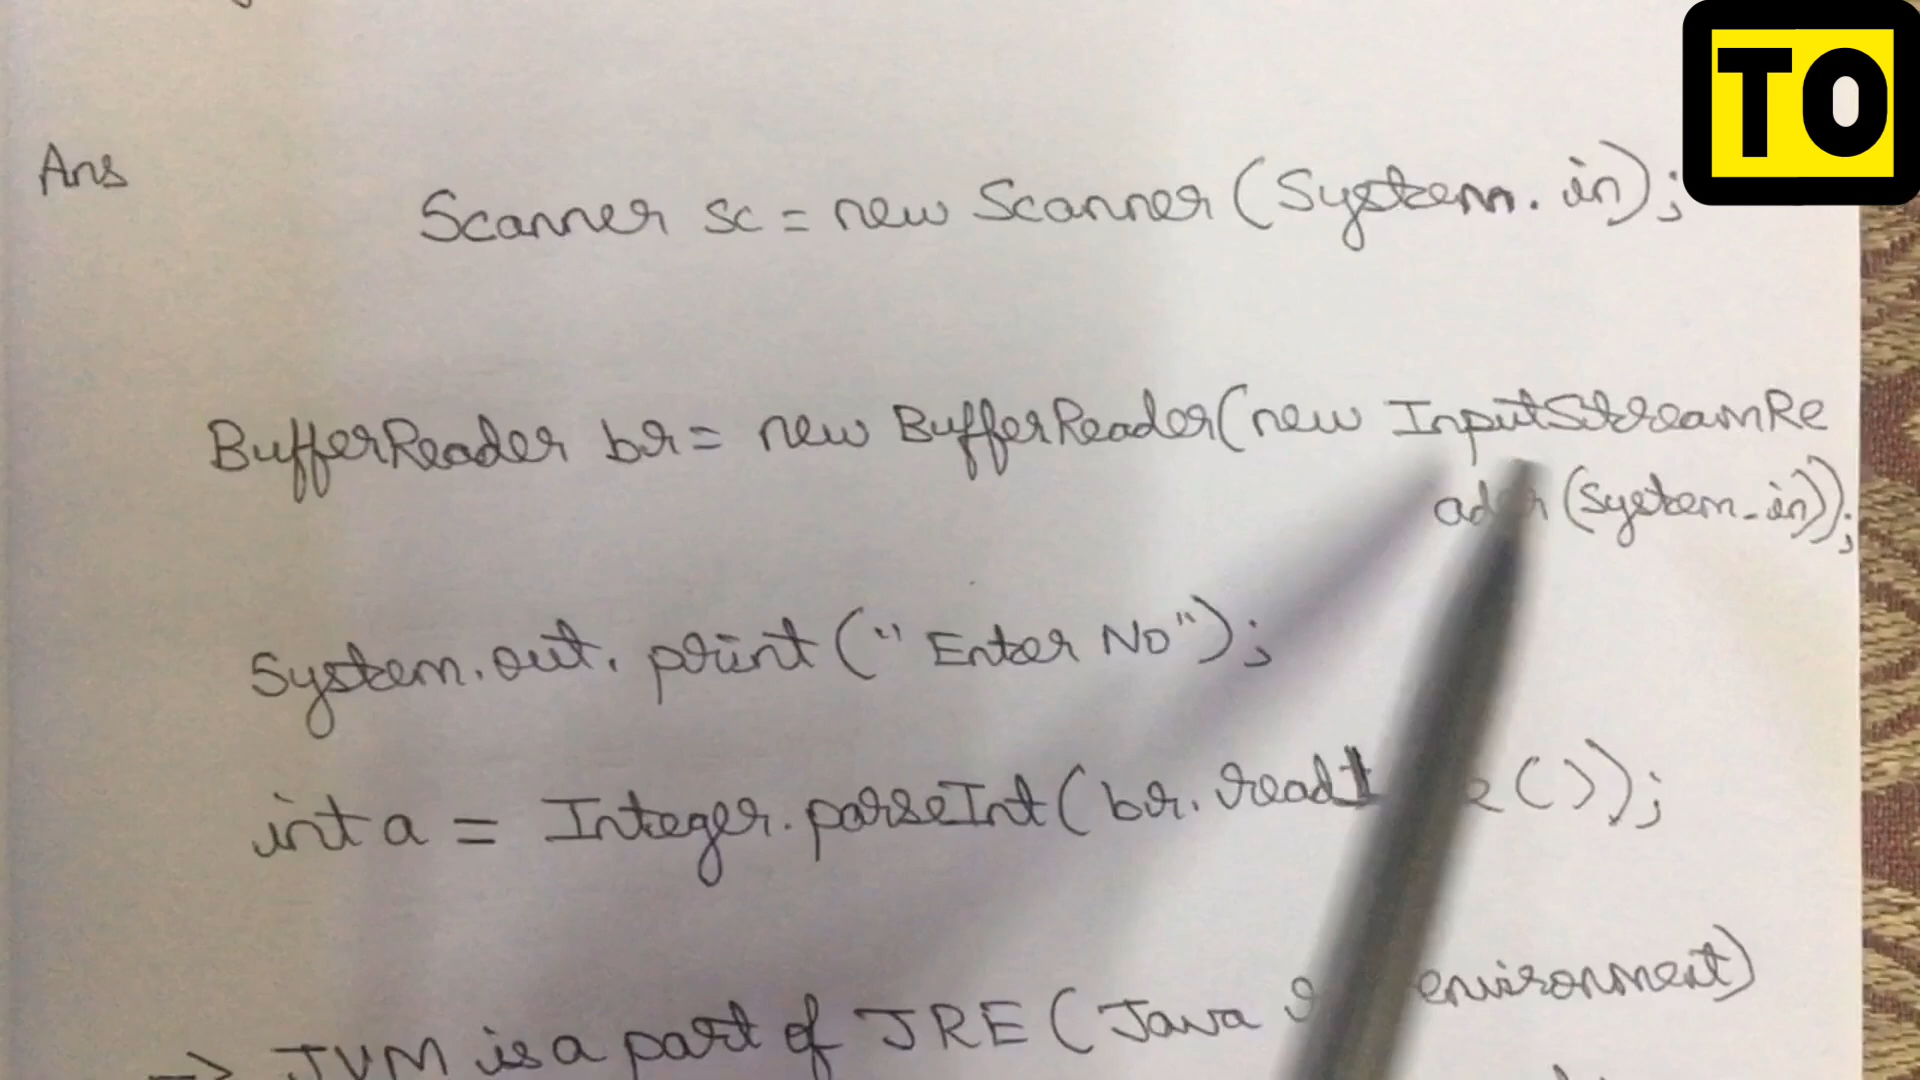 TO
Ans
Scanner sc = new Scanner (System. in);
BufferReader br = new BufferReader(new InputStreamRe
(System.in));
System.out. print ("Enter No");
int a = Integer.parseInt ( br. ());
→ JVM is a part of JRE ( Java environment)